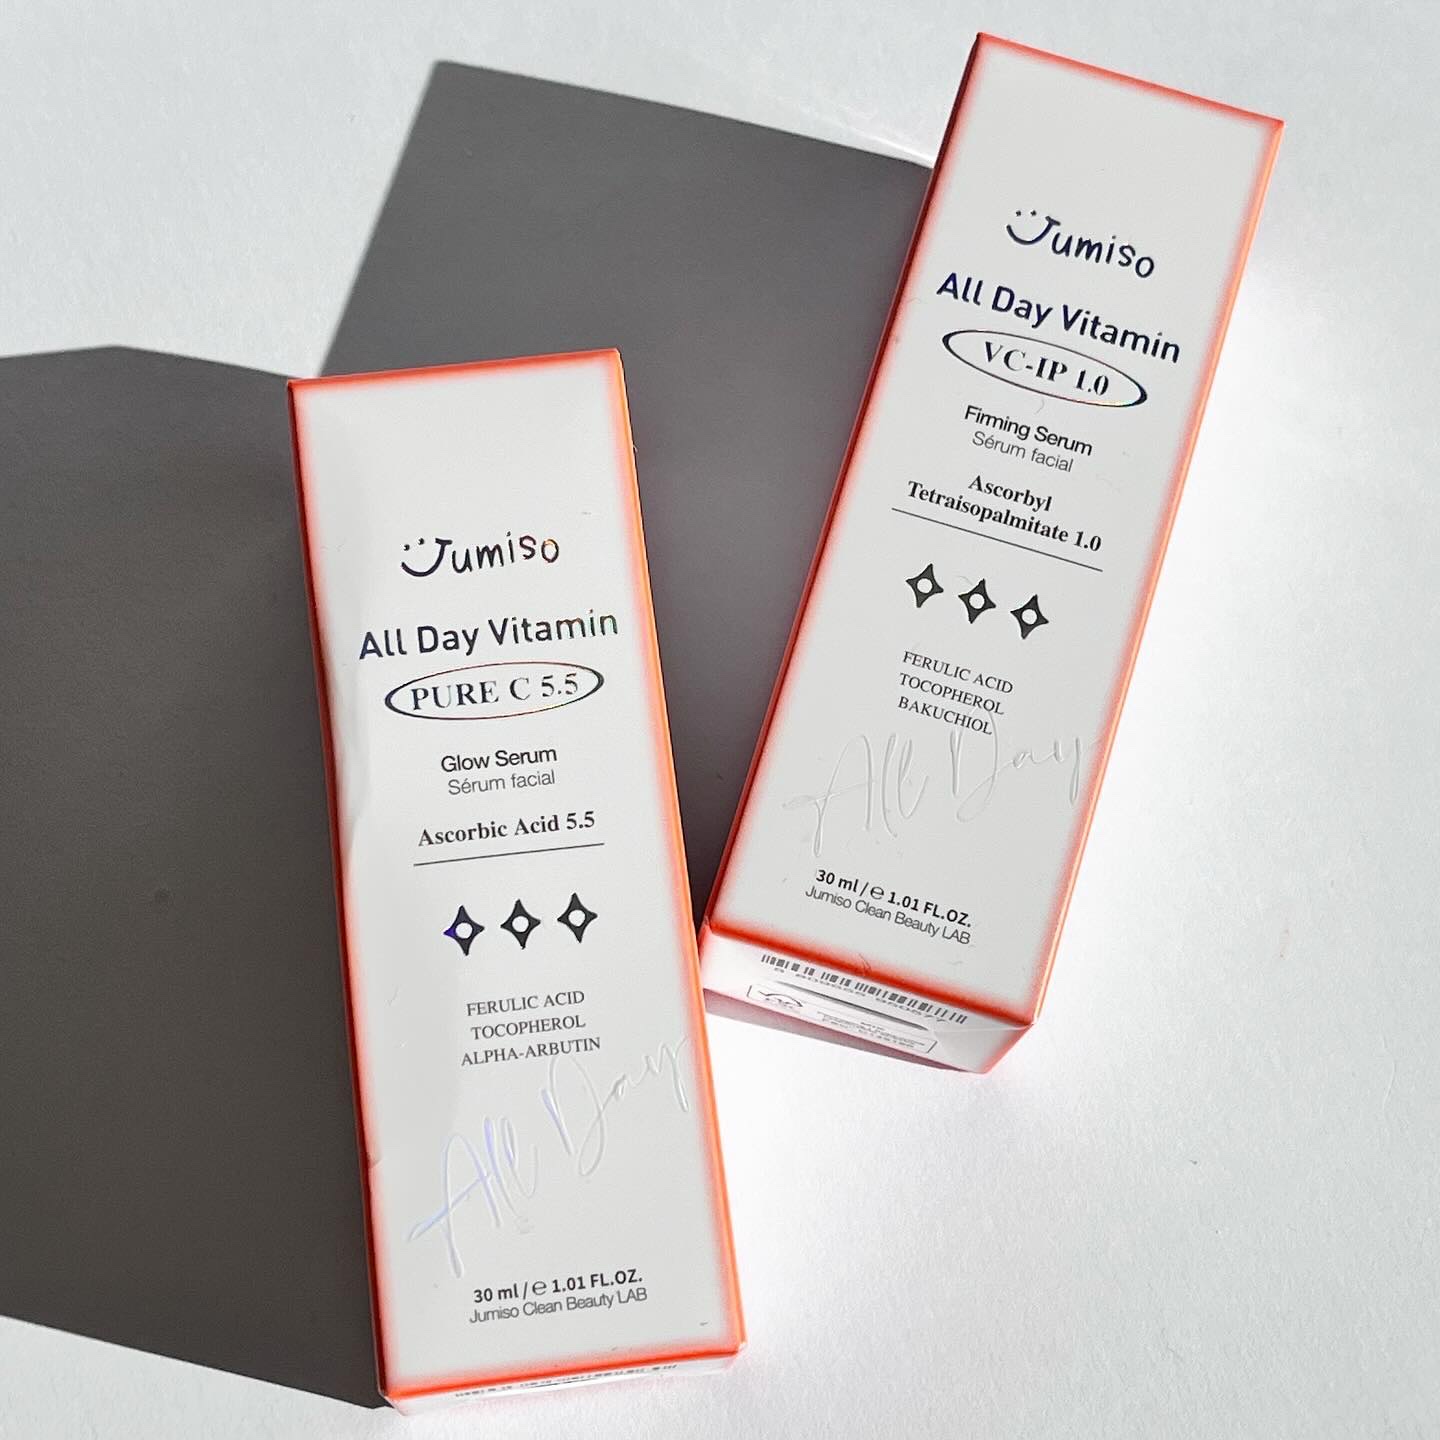 Jumiso
All Day Vitamin
PURE C 5.5
Glow Serum
Sérum facial
Ascorbic Acid 5.5
FERULIC ACID
TOCOPHEROL
ALPHA-ARBUTIN
All Day
30 ml / ℮ 1.01 FL.OZ.
Jumiso Clean Beauty LAB
Jumiso
All Day Vitamin
VC-IP 1.0
Firming Serum
Sérum facial
Ascorbyl
Tetraisopalmitate 1.0
FERULIC ACID
TOCOPHEROL
BAKUCHIOL
All Day
30 ml / ℮ 1.01 FL.OZ.
Jumiso Clean Beauty LAB